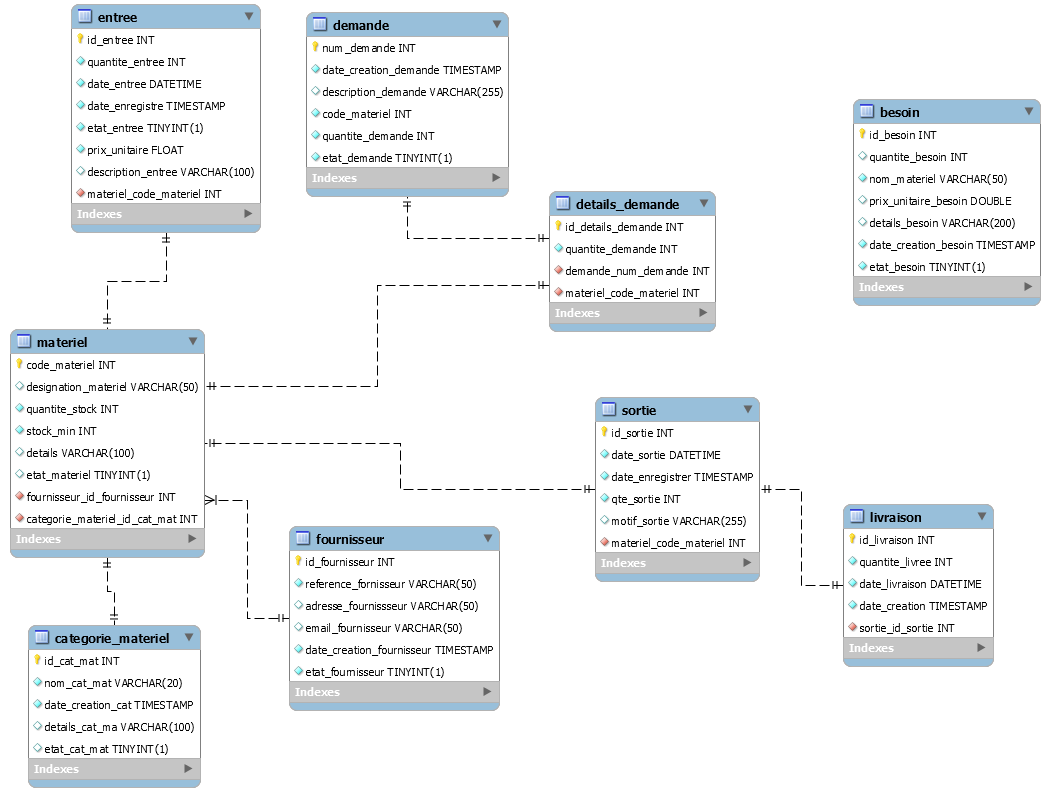 entree
id_entree INT
quantite_entree INT
date_entree DATETIME
date_enregistre TIMESTAMP
etat_entree TINYINT(1)
prix_unitaire FLOAT
description_entree VARCHAR(100)
materiel_code_materiel INT
Indexes
demande
num_demande INT
date_creation_demande TIMESTAMP
description_demande VARCHAR(255)
code_materiel INT
quantite_demande INT
etat_demande TINYINT(1)
Indexes
besoin
id_besoin INT
quantite_besoin INT
nom_materiel VARCHAR(50)
prix_unitaire_besoin DOUBLE
details_besoin VARCHAR(200)
date_creation_besoin TIMESTAMP
etat_besoin TINYINT(1)
Indexes
details_demande
id_details_demande INT
quantite_demande INT
demande_num_demande INT
materiel_code_materiel INT
Indexes
materiel
code_materiel INT
designation_materiel VARCHAR(50)
quantite_stock INT
stock_min INT
details VARCHAR(100)
etat_materiel TINYINT(1)
fournisseur_id_fournisseur INT
categorie_materiel_id_cat_mat INT
Indexes
sortie
id_sortie INT
date_sortie DATETIME
date_enregistrer TIMESTAMP
qte_sortie INT
motif_sortie VARCHAR(255)
materiel_code_materiel INT
Indexes
livraison
id_livraison INT
quantite_livree INT
date_livraison DATETIME
date_creation TIMESTAMP
sortie_id_sortie INT
Indexes
fournisseur
id_fournisseur INT
reference_fornisseur VARCHAR(50)
adresse_fournissseur VARCHAR(50)
email_fournisseur VARCHAR(50)
date_creation_fournisseur TIMESTAMP
etat_fournisseur TINYINT(1)
Indexes
categorie_materiel
id_cat_mat INT
nom_cat_mat VARCHAR(20)
date_creation_cat TIMESTAMP
details_cat_ma VARCHAR(100)
etat_cat_mat TINYINT(1)
Indexes